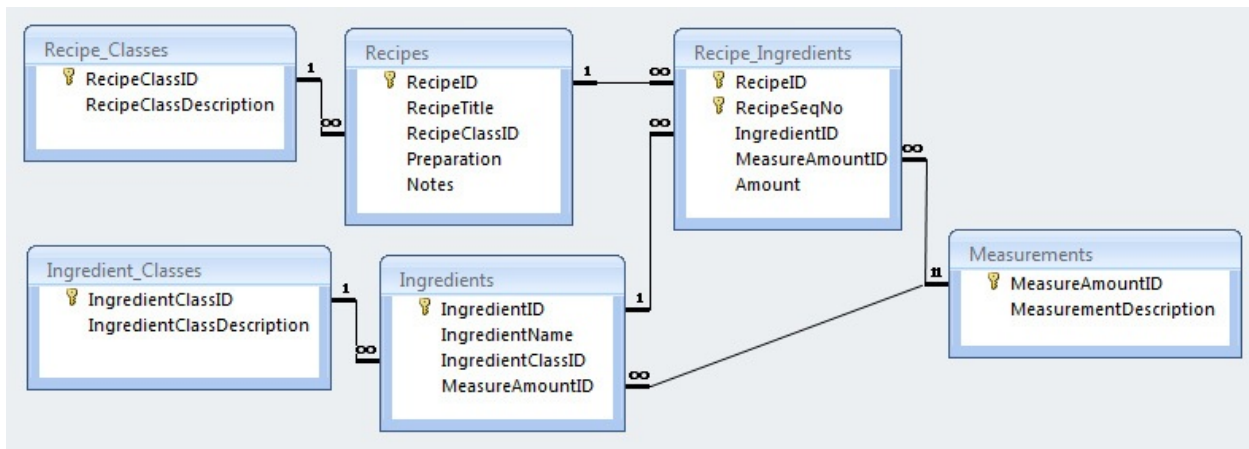 Recipe_Classes
RecipeClassID
RecipeClassDescription
1
∞
Recipes
RecipeID
RecipeTitle
RecipeClassID
Preparation
Notes
1
∞
Recipe_Ingredients
RecipeID
RecipeSeqNo
IngredientID
MeasureAmountID
Amount
∞
∞
Ingredient_Classes
IngredientClassID
IngredientClassDescription
1
∞
Ingredients
IngredientID
IngredientName
IngredientClassID
MeasureAmountID
1
∞
Measurements
MeasureAmountID
MeasurementDescription
11